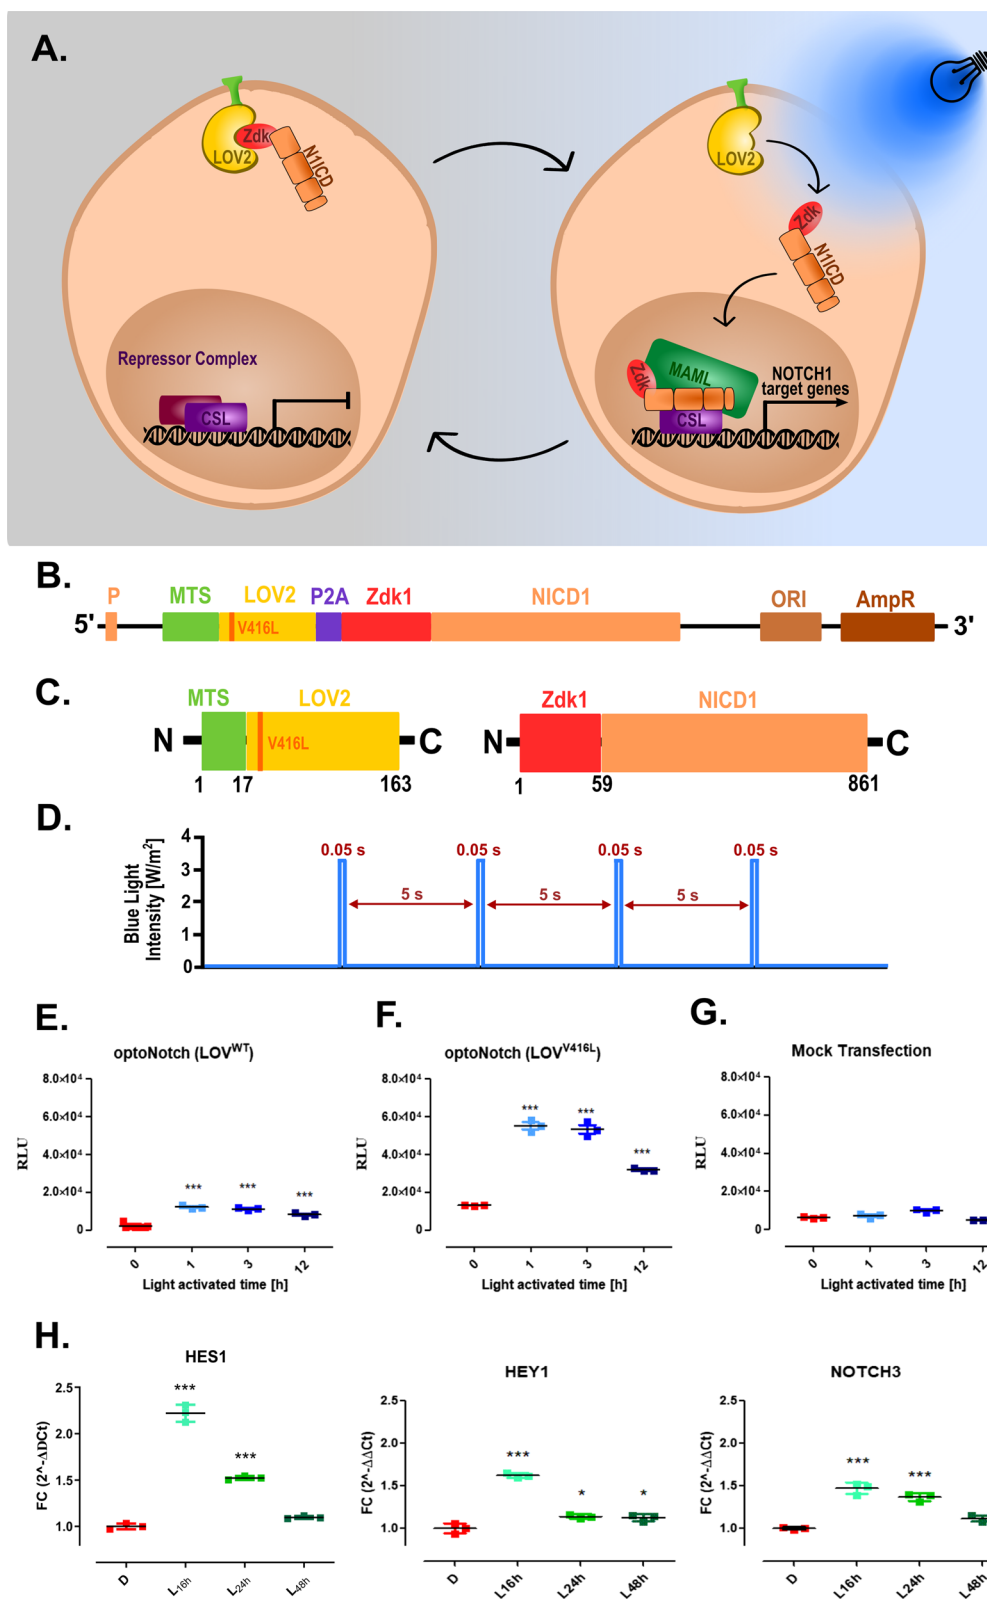 A.
Zdk
LOV2
N1ICD
LOV2
Zdk
N1ICD
Repressor Complex
CSL
Zdk
MAML
CSL
NOTCH1
target genes
B.
P
MTS
LOV2
P2A
Zdk1
NICD1
ORI
AmpR
5'
V416L
3'
C.
MTS
LOV2
Zdk1
NICD1
N
V416L
C
N
C
1
17
163
1
59
861
D.
Blue Light
Intensity [W/m²]
4
3
2
1
0
0.05 s
0.05 s
0.05 s
0.05 s
5 s
5 s
5 s
E.
optoNotch (LOVᵂᵀ)
RLU
8.0×10⁴
6.0×10⁴
4.0×10⁴
2.0×10⁴
0
***
***
***
0
1
3
12
Light activated time [h]
F.
optoNotch (LOVⱽ⁴¹⁶ᴸ)
RLU
8.0×10⁴
6.0×10⁴
4.0×10⁴
2.0×10⁴
0
***
***
***
0
1
3
12
Light activated time [h]
G.
Mock Transfection
RLU
8.0×10⁴
6.0×10⁴
4.0×10⁴
2.0×10⁴
0
0
1
3
12
Light activated time [h]
H.
HES1
FC (2^-ΔDCt)
2.5
2.0
1.5
1.0
***
***
D
L16h
L24h
L48h
HEY1
FC (2^-ΔΔCt)
2.5
2.0
1.5
1.0
***
*
*
D
L16h
L24h
L48h
NOTCH3
FC (2^-ΔΔCt)
2.5
2.0
1.5
1.0
***
***
D
L16h
L24h
L48h